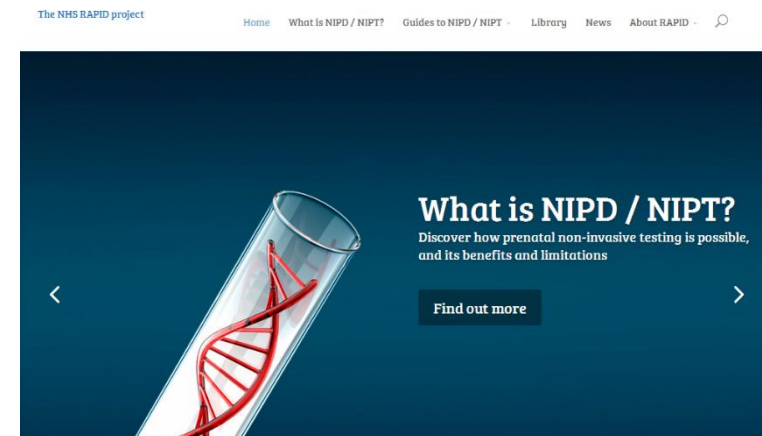 The NHS RAPID project
Home What is NIPD / NIPT? Guides to NIPD / NIPT Library News About RAPID
What is NIPD / NIPT?
Discover how prenatal non-invasive testing is possible,
and its benefits and limitations
Find out more